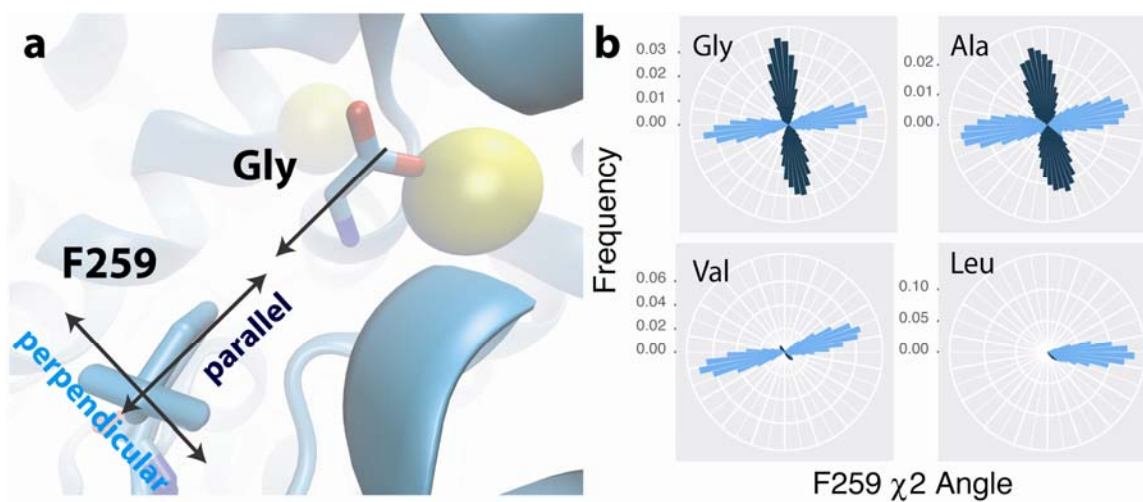 a
Gly
F259
parallel
perpendicular
b
Gly
0.03
0.02
0.01
0.00
Ala
0.02
0.01
0.00
Frequency
Val
0.06
0.04
0.02
0.00
Leu
0.10
0.05
0.00
F259 χ2 Angle